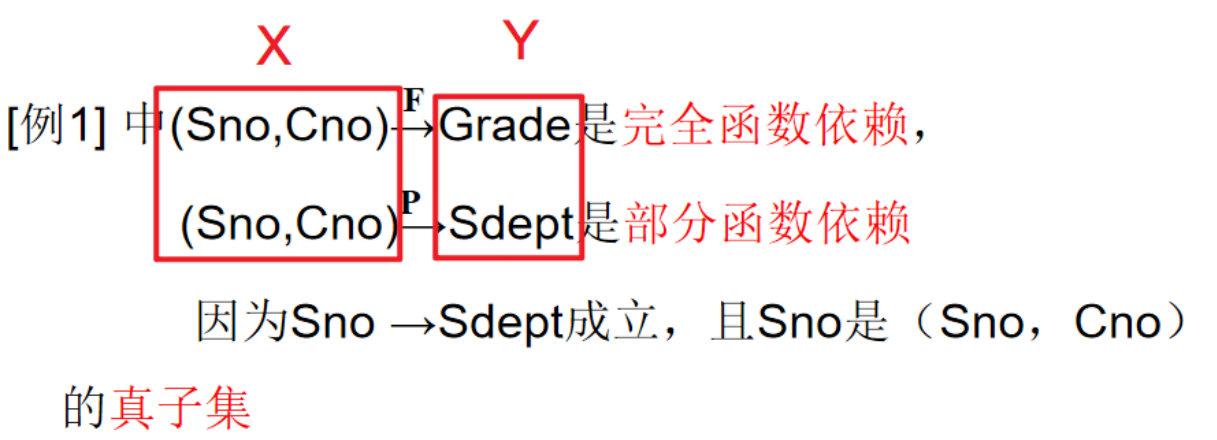 X Y
[例1] 中(Sno,Cno)F→Grade是完全函数依赖，
(Sno,Cno)P→Sdept是部分函数依赖
因为Sno →Sdept成立，且Sno是（Sno，Cno）
的真子集